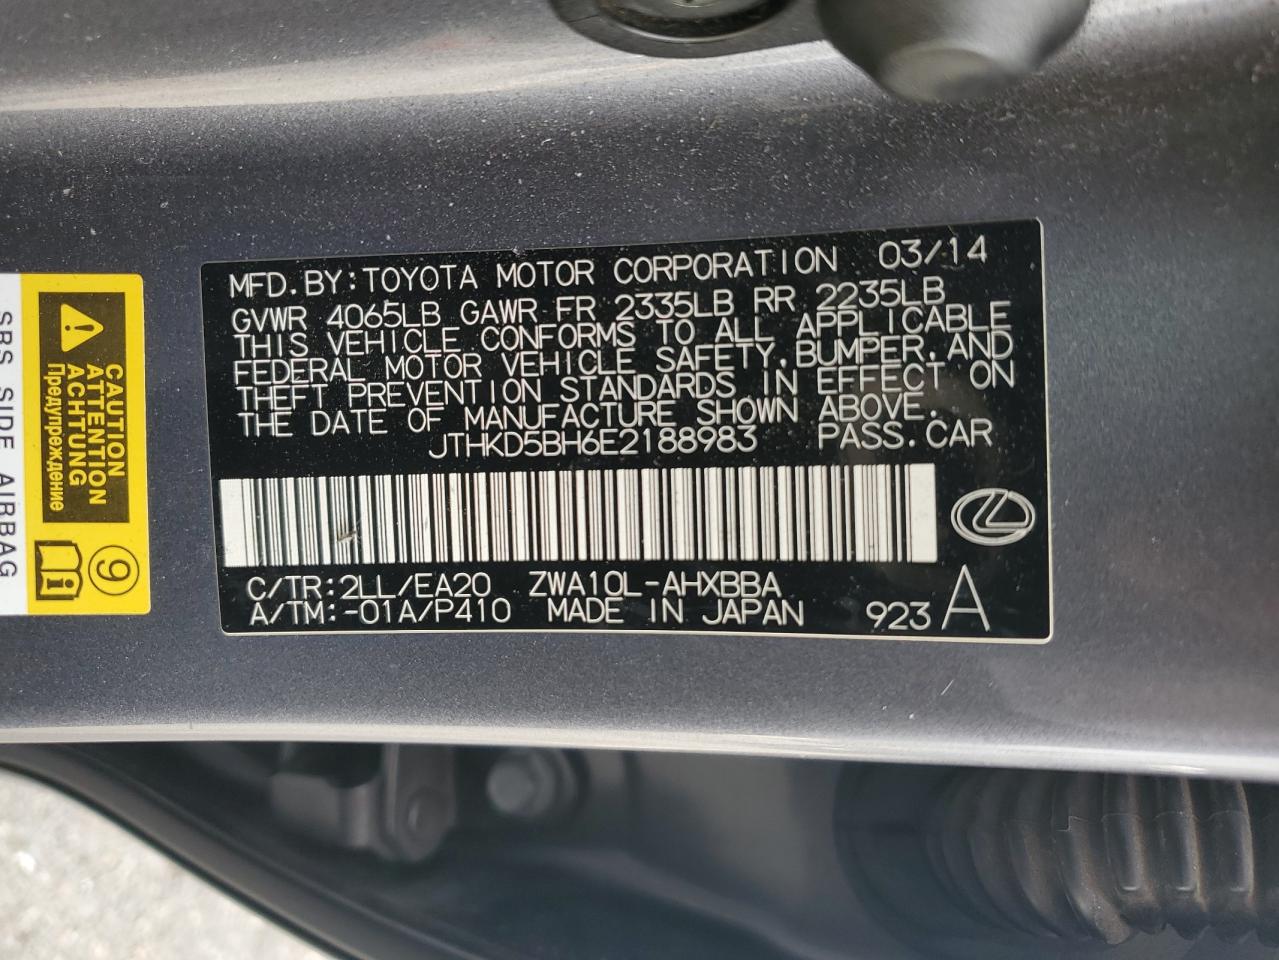 MFD. BY: TOYOTA MOTOR CORPORATION 03/14
GVWR 4065LB GAWR FR 2335LB RR 2235LB
THIS VEHICLE CONFORMS TO ALL APPLICABLE
FEDERAL MOTOR VEHICLE SAFETY, BUMPER, AND
THEFT PREVENTION STANDARDS IN EFFECT ON
THE DATE OF MANUFACTURE SHOWN ABOVE.
JTHKD5BH6E2188983 PASS. CAR
C/TR: 2LL/EA20 ZWA10L-AHXBBA
A/TM: -01A/P410 MADE IN JAPAN 923 A
CAUTION
ATTENTION
ACHTUNG
Предупреждение
9
SRS SIDE AIRBAG